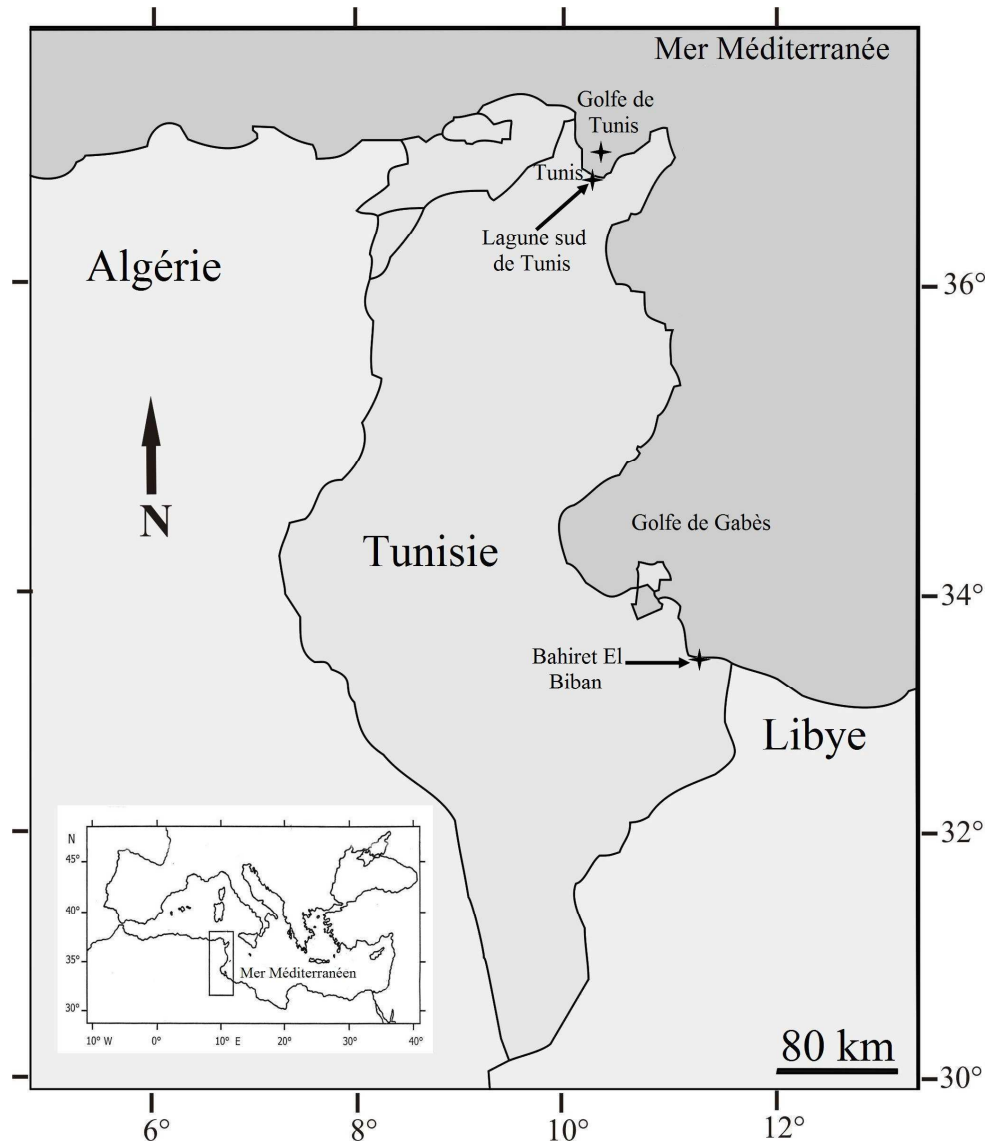 Mer Méditerranée
Golfe de
Tunis
Tunis
Lagune sud
de Tunis
Algérie
36°
N
Golfe de Gabès
Tunisie
34°
Bahiret El
Biban
Libye
32°
N
45°
40°
35°
30°
Mer Méditerranéen
10° W
0°
10° E
20°
30°
40°
80 km
30°
6°
8°
10°
12°